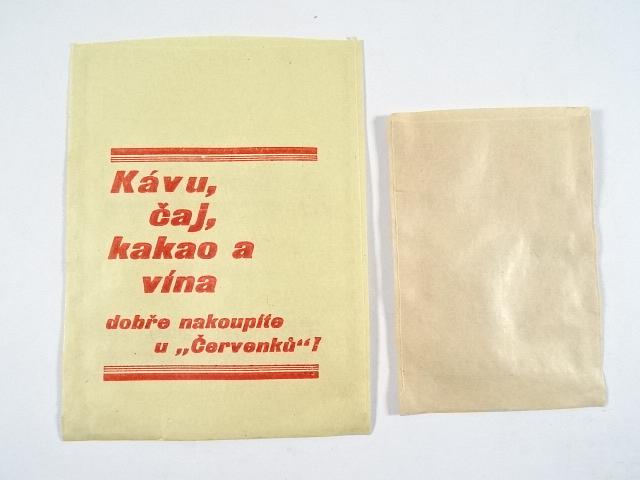 Kávu,
čaj,
kakao a
vína
dobře nakoupíte
u „Červenků“!